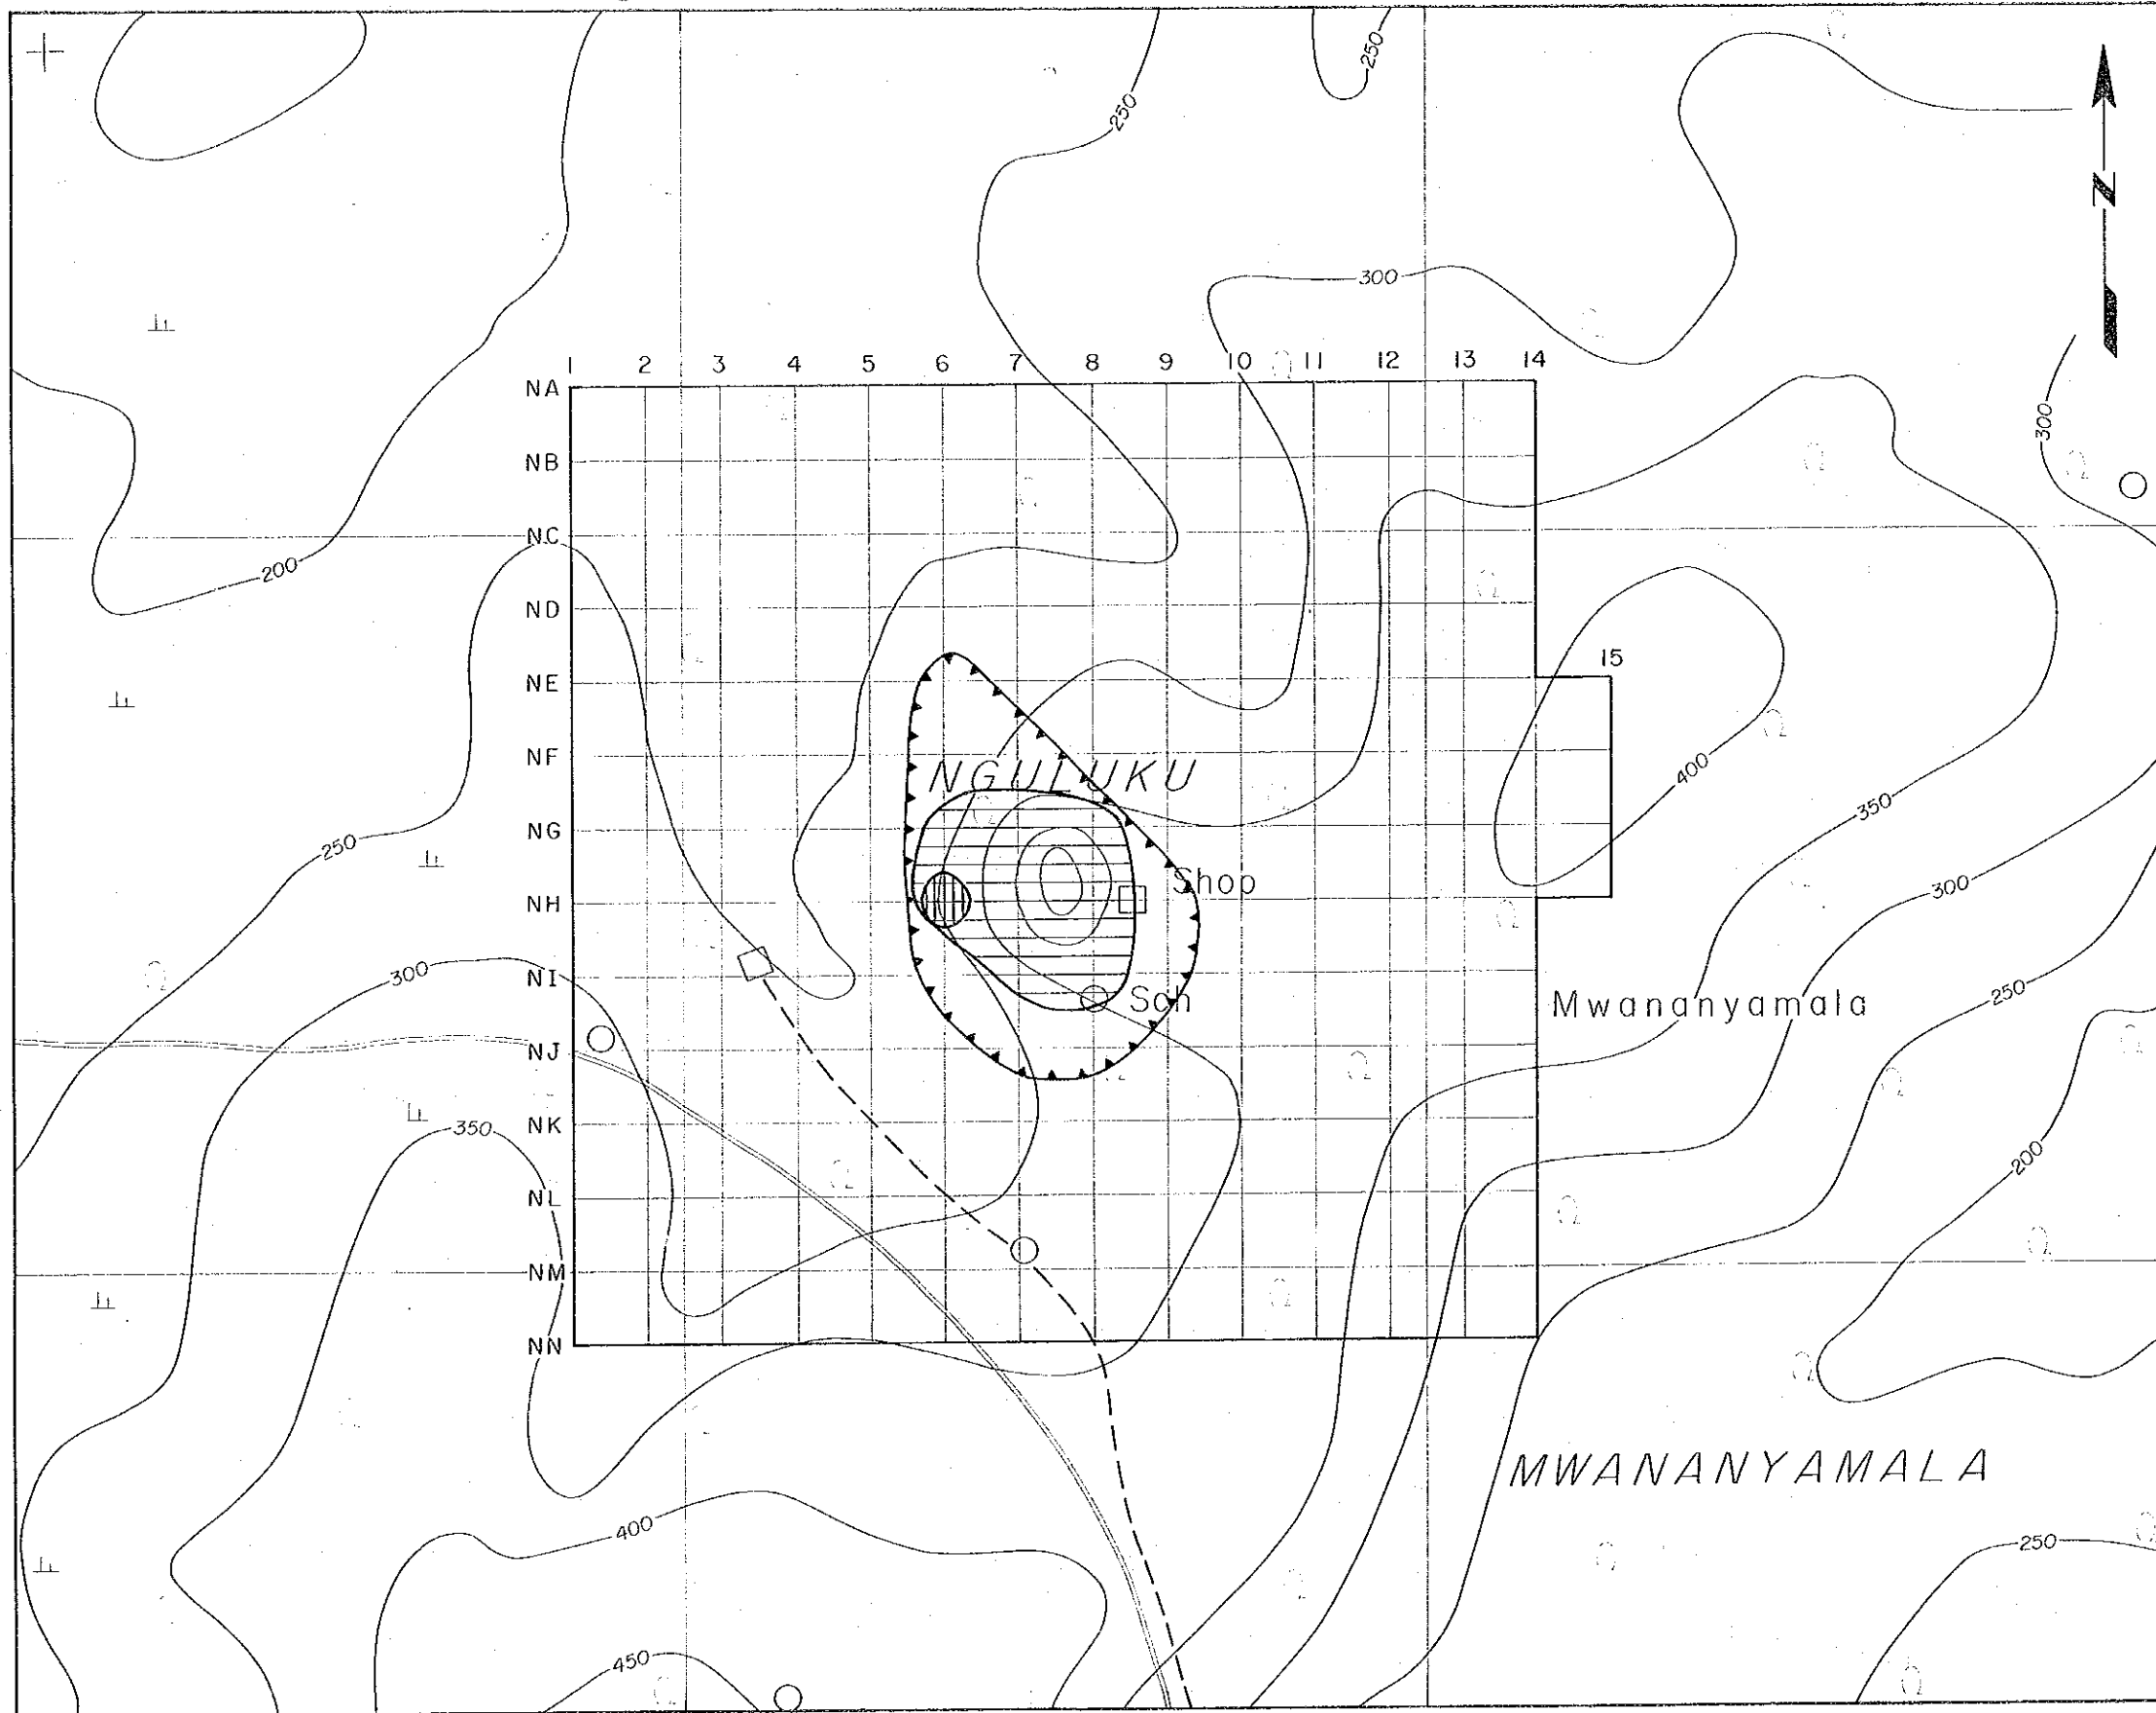 250
250
N
300
1 2 3 4 5 6 7 8 9 10 11 12 13 14
NA
300
NB
NC
200
ND
15
NE
NF
NGULUKU
400
350
NG
250
Shop
300
NH
300
NI
250
Sch
Mwananyamala
NJ
NK
350
200
NL
NM
NN
MWANANYAMALA
400
250
450